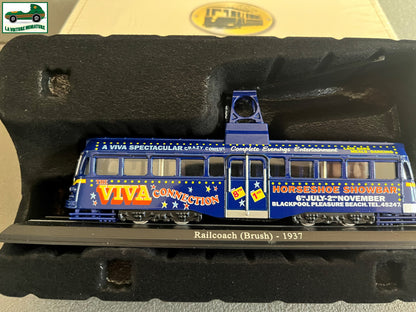 LA VOITURE MINIATURE
A VIVA SPECTACULAR CRAZY COMEDY Complete Evenings Entertainment
THE
VIVA
CONNECTION
HORSESHOE SHOWBAR
6TH JULY-2ND NOVEMBER
BLACKPOOL PLEASURE BEACH. TEL. 45241
Railcoach (Brush) - 1937